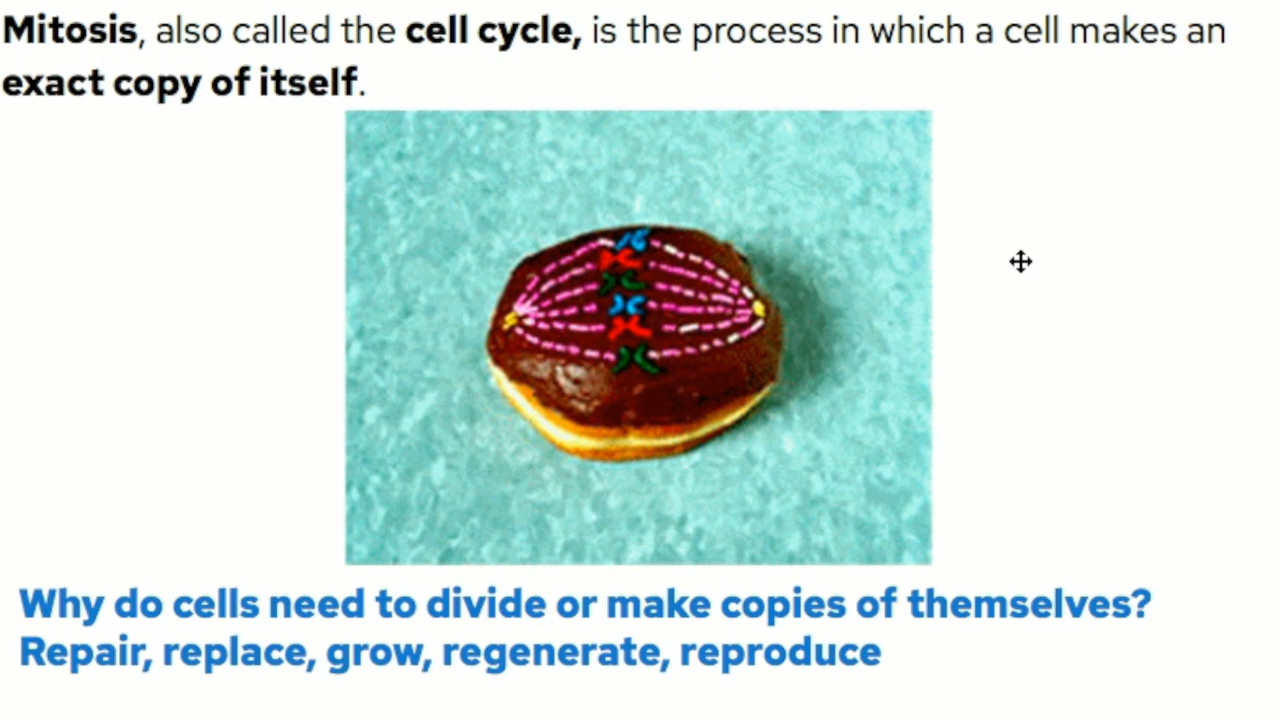 Mitosis, also called the cell cycle, is the process in which a cell makes an
exact copy of itself.
Why do cells need to divide or make copies of themselves?
Repair, replace, grow, regenerate, reproduce